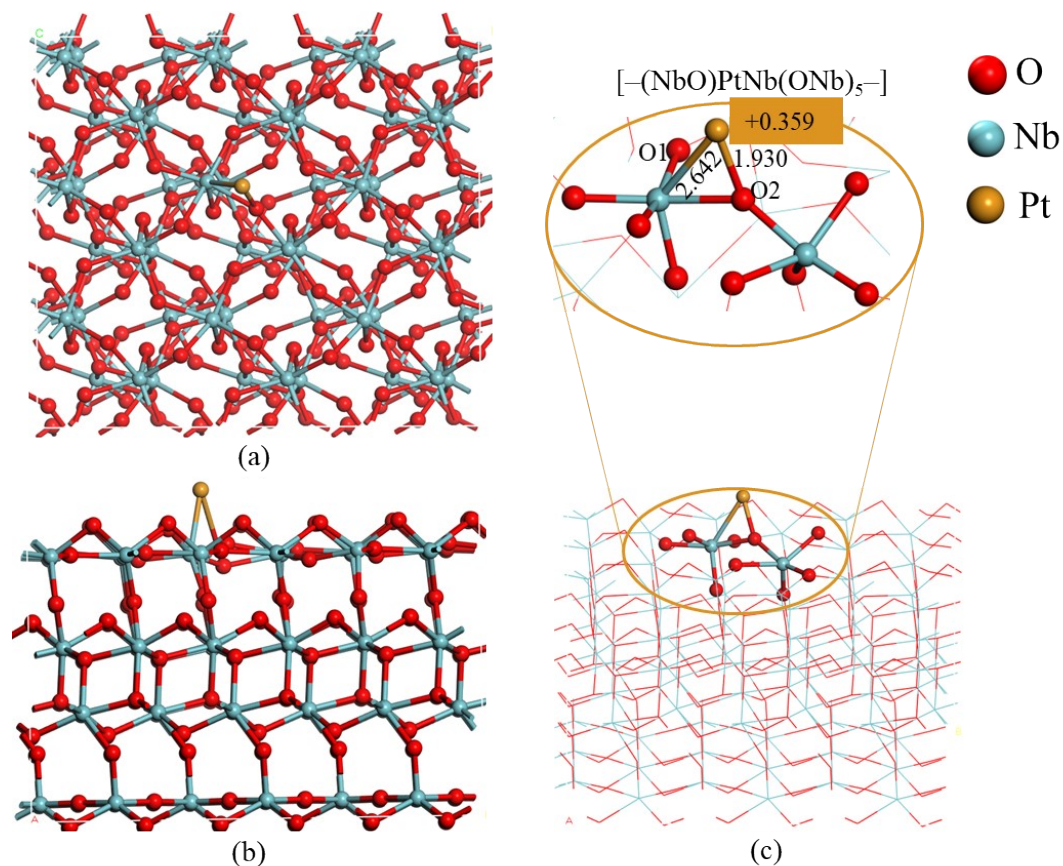 C
[–(NbO)PtNb(ONb)₅–]
+0.359
O1
2.642
1.930
O2
O
Nb
Pt
(a)
A
(b)
A
B
(c)